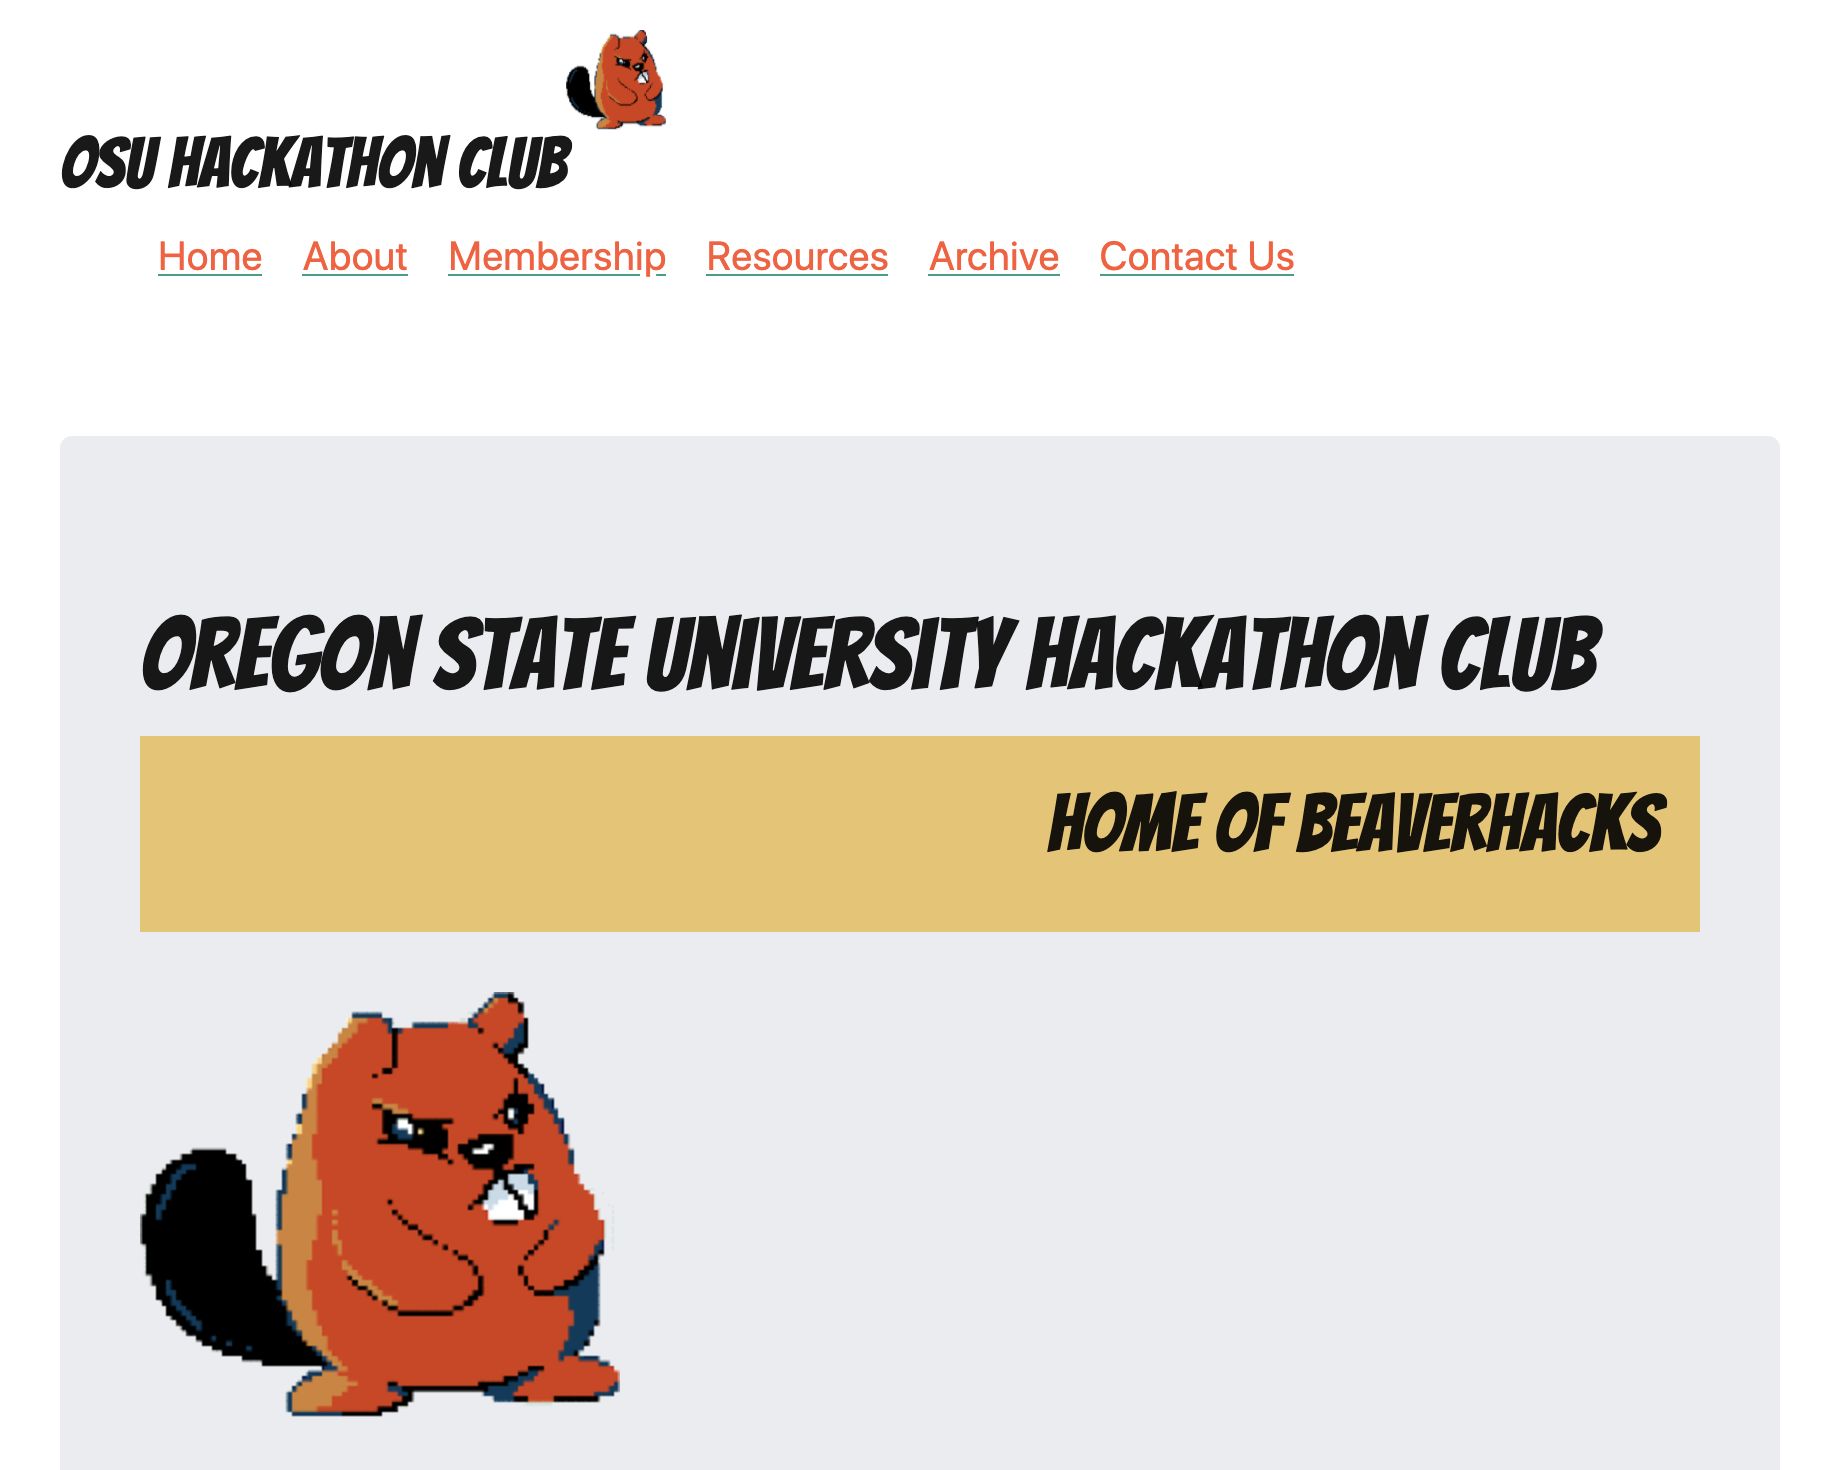 OSU HACKATHON CLUB
Home About Membership Resources Archive Contact Us
OREGON STATE UNIVERSITY HACKATHON CLUB
HOME OF BEAVERHACKS